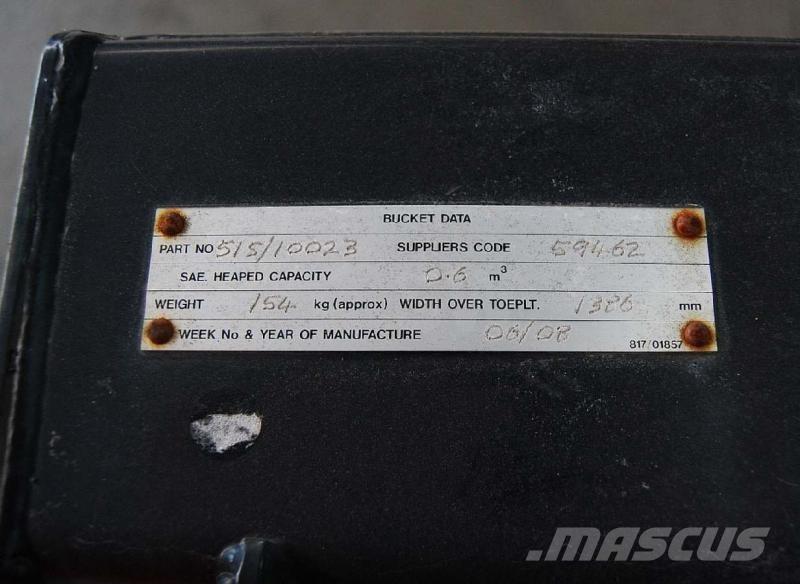 BUCKET DATA
PART NO 515/10023 SUPPLIERS CODE 59462
SAE. HEAPED CAPACITY 0.6 m³
WEIGHT 154 kg (approx) WIDTH OVER TOEPLT. 1386 mm
WEEK No & YEAR OF MANUFACTURE 06/08
817/01857
MASCUS